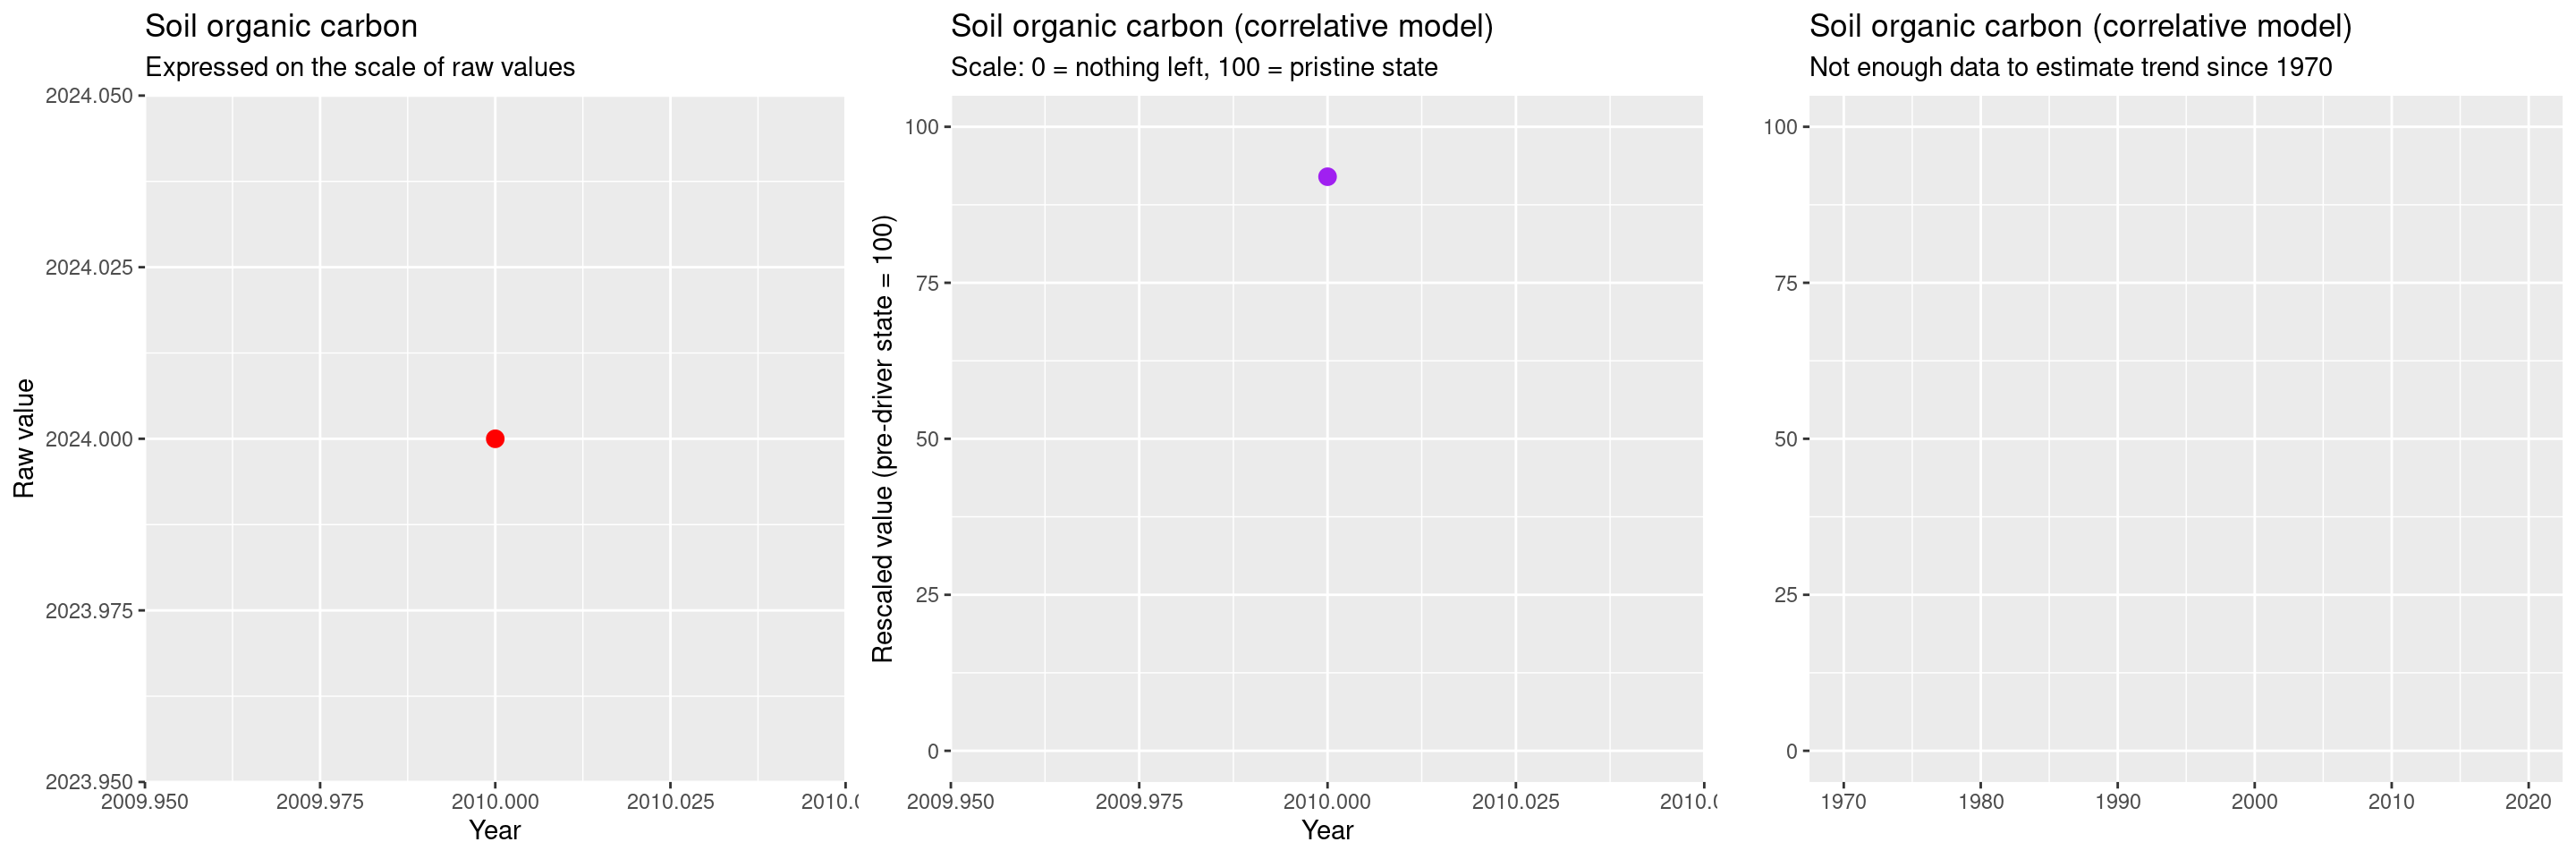 Soil organic carbon
Expressed on the scale of raw values
2024.050
2024.025
2024.000
2023.975
2023.950
Raw value
2009.950 2009.975 2010.000 2010.025 2010.0
Year
Soil organic carbon (correlative model)
Scale: 0 = nothing left, 100 = pristine state
100
75
50
25
0
Rescaled value (pre-driver state = 100)
2009.950 2009.975 2010.000 2010.025 2010.0
Year
Soil organic carbon (correlative model)
Not enough data to estimate trend since 1970
100
75
50
25
0
1970 1980 1990 2000 2010 2020